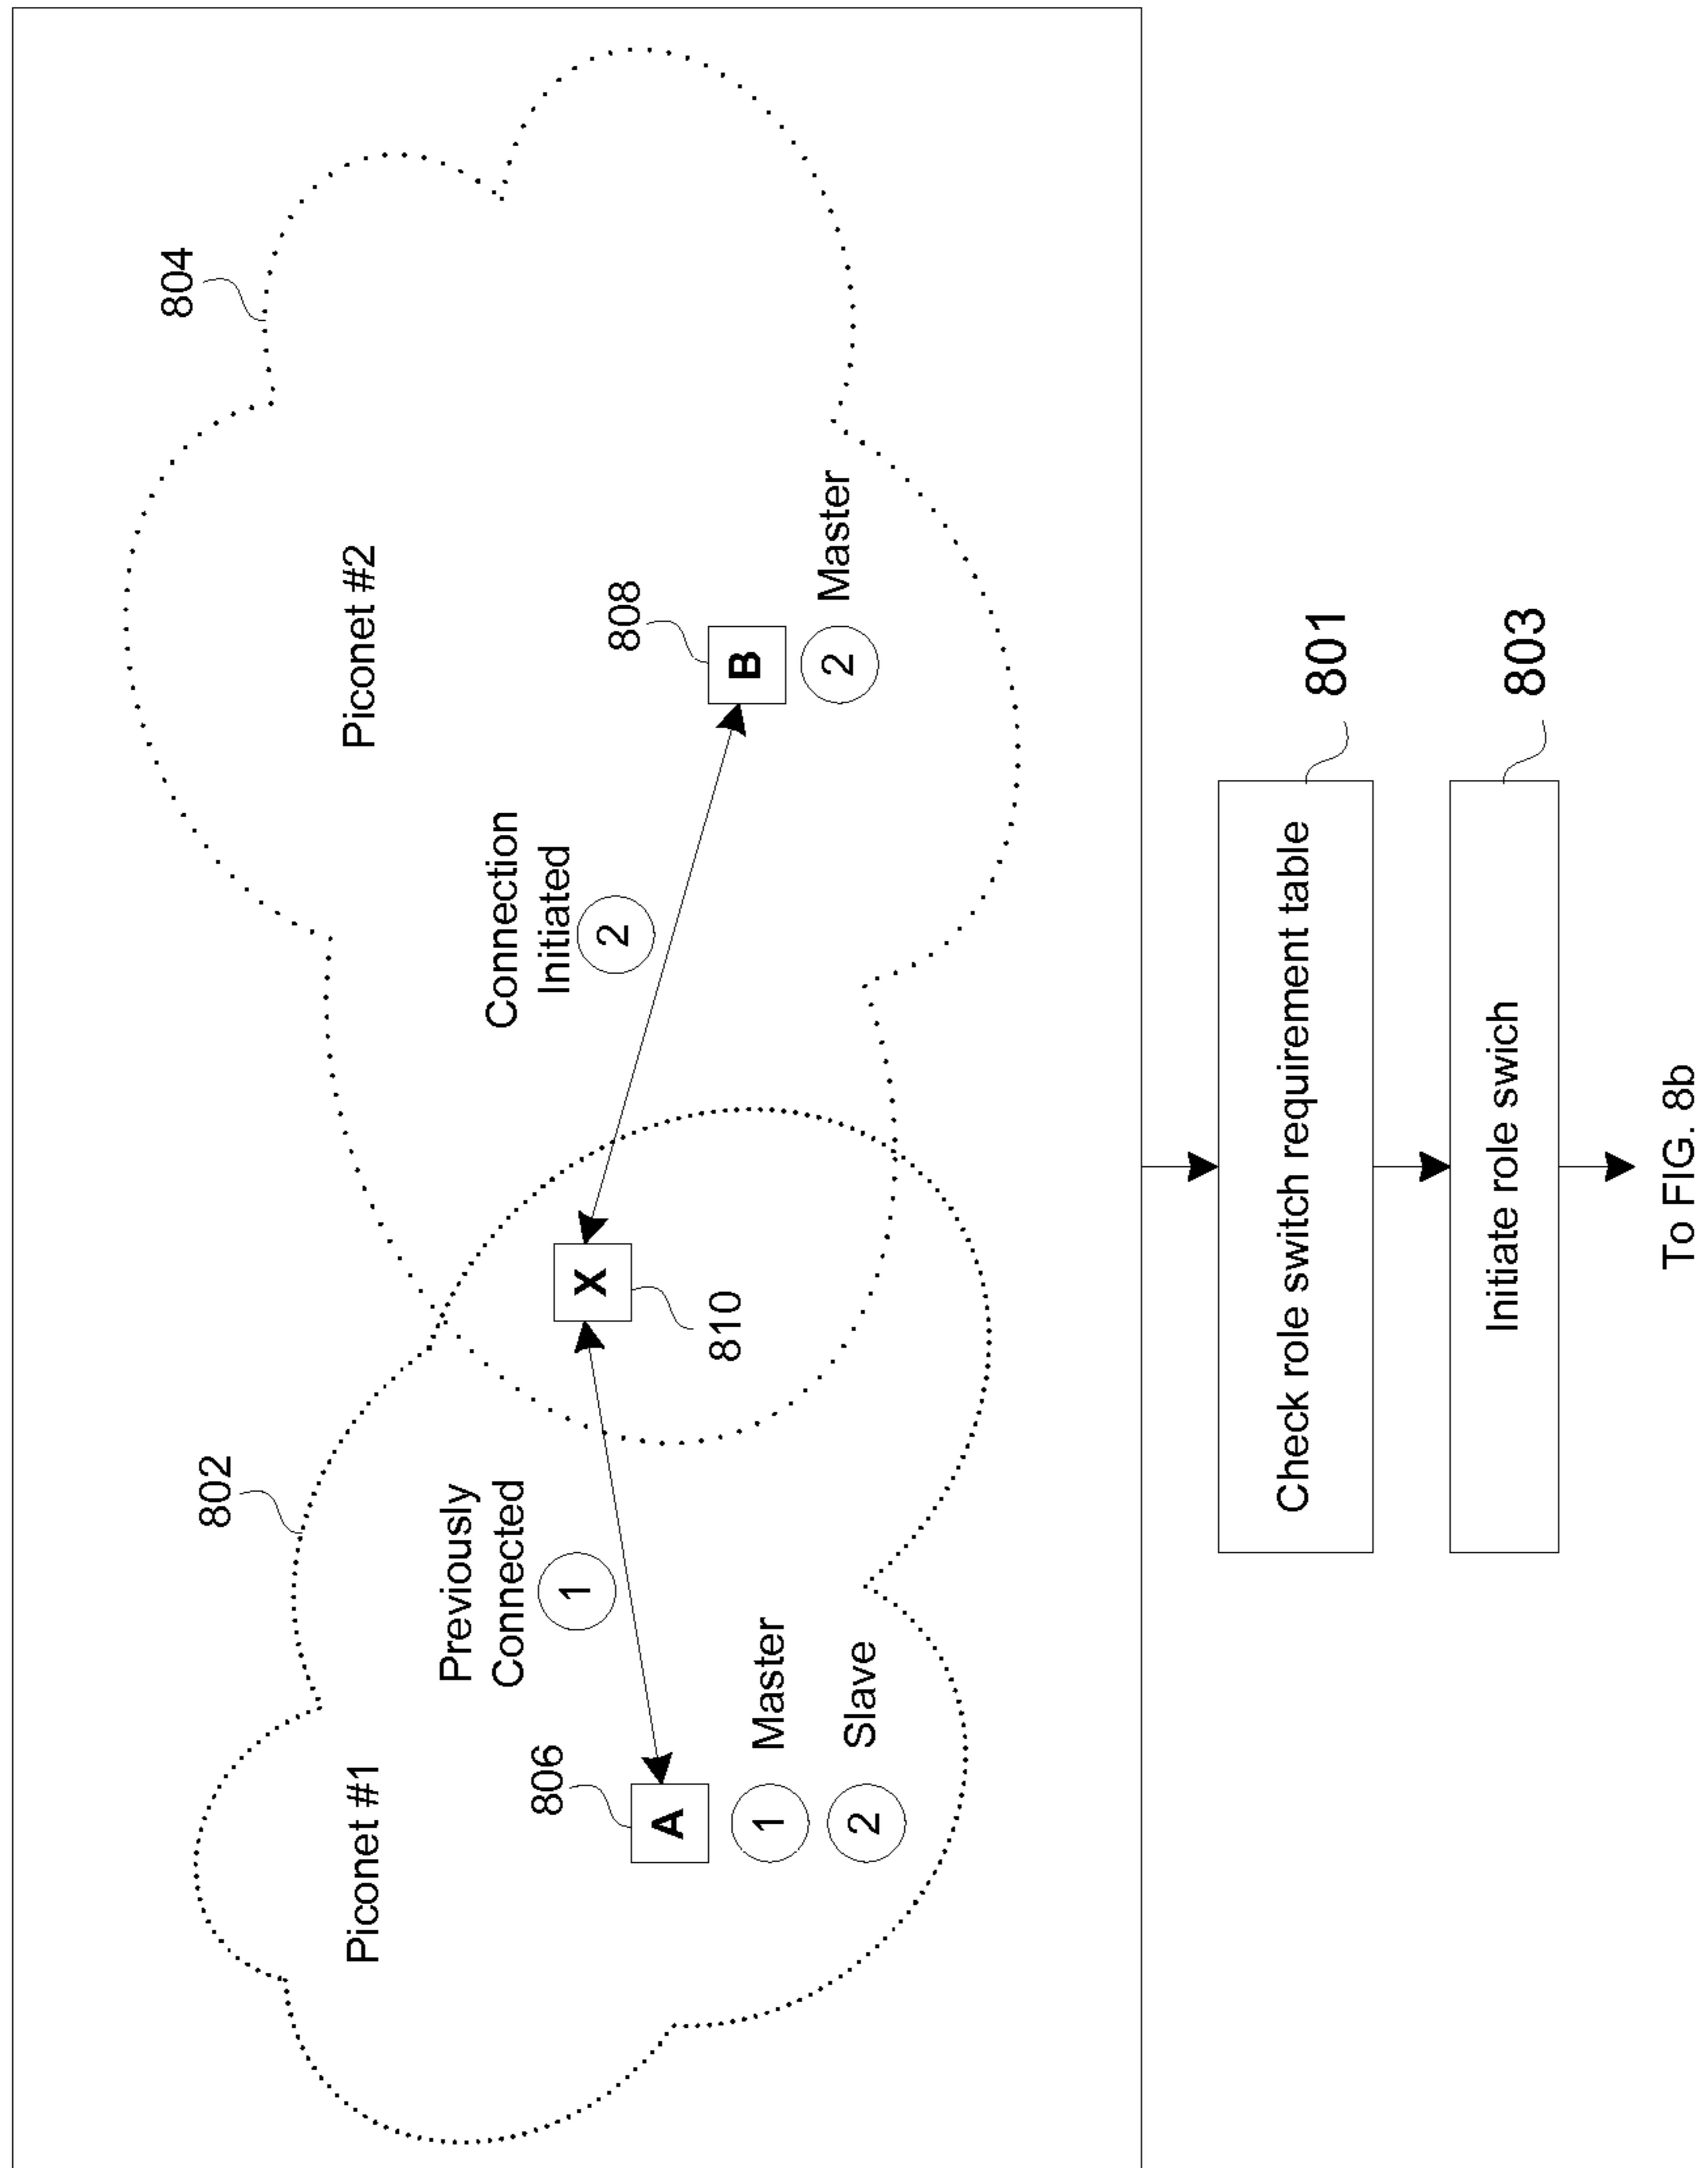 804
802
Piconet #2
Piconet #1
Previously
Connected
1
Connection
Initiated
2
806
A
1 Master
2 Slave
X
810
808
B
2 Master
Check role switch requirement table
801
Initiate role swich
803
To FIG. 8b